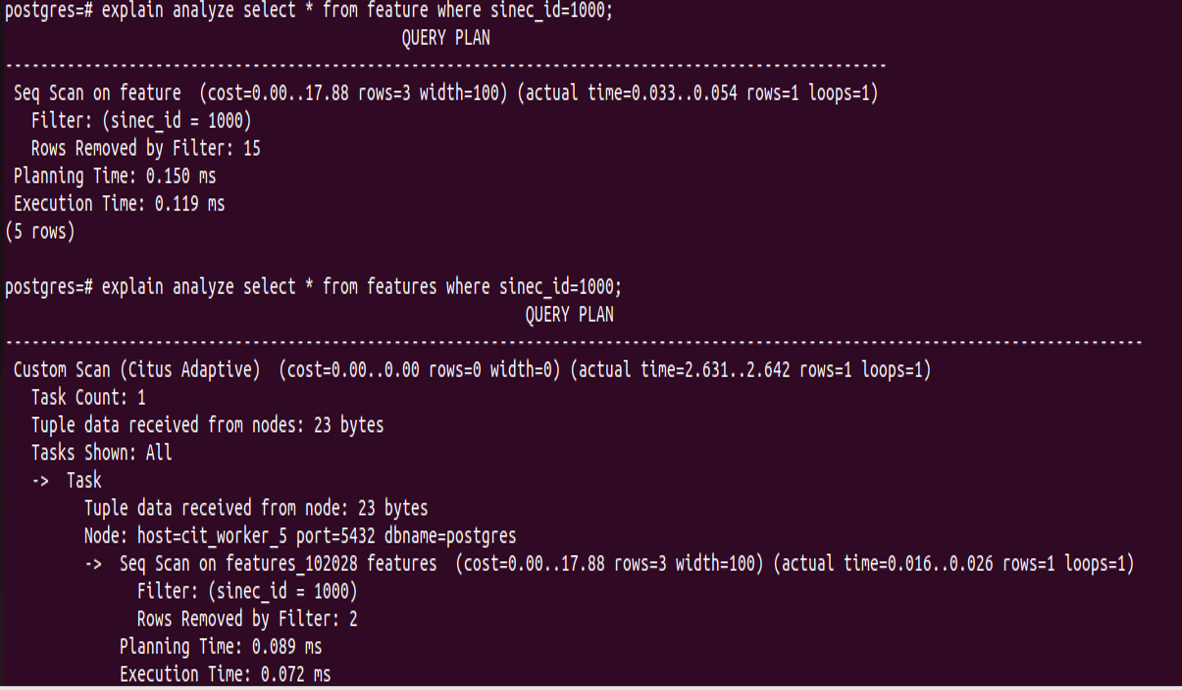 postgres=# explain analyze select * from feature where sinec_id=1000;
QUERY PLAN
----------------------------------------------------------------------------------------------------
Seq Scan on feature  (cost=0.00..17.88 rows=3 width=100) (actual time=0.033..0.054 rows=1 loops=1)
Filter: (sinec_id = 1000)
Rows Removed by Filter: 15
Planning Time: 0.150 ms
Execution Time: 0.119 ms
(5 rows)
postgres=# explain analyze select * from features where sinec_id=1000;
QUERY PLAN
---------------------------------------------------------------------------------------------------------------------------------
Custom Scan (Citus Adaptive)  (cost=0.00..0.00 rows=0 width=0) (actual time=2.631..2.642 rows=1 loops=1)
Task Count: 1
Tuple data received from nodes: 23 bytes
Tasks Shown: All
->  Task
Tuple data received from node: 23 bytes
Node: host=cit_worker_5 port=5432 dbname=postgres
->  Seq Scan on features_102028 features  (cost=0.00..17.88 rows=3 width=100) (actual time=0.016..0.026 rows=1 loops=1)
Filter: (sinec_id = 1000)
Rows Removed by Filter: 2
Planning Time: 0.089 ms
Execution Time: 0.072 ms